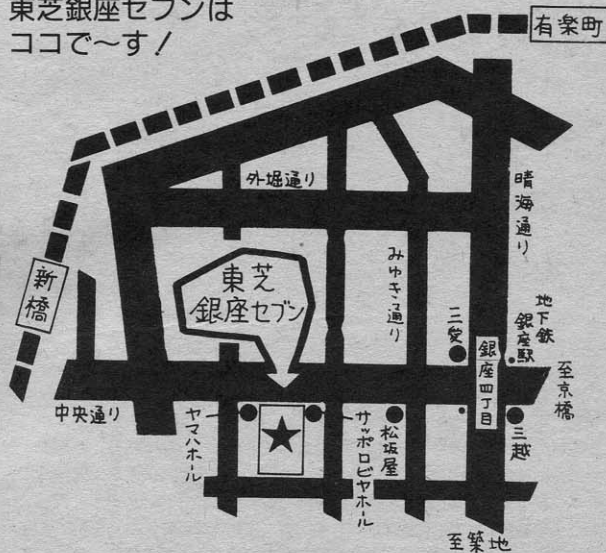 東芝銀座セブンは
ココで〜す!
有楽町
外堀通り
晴海通り
みゆき通り
新橋
東芝
銀座セブン
三愛
地下鉄
銀座駅
銀座四丁目
至京橋
中央通り
ヤマハホール
サッポロビヤホール
松坂屋
三越
至築地